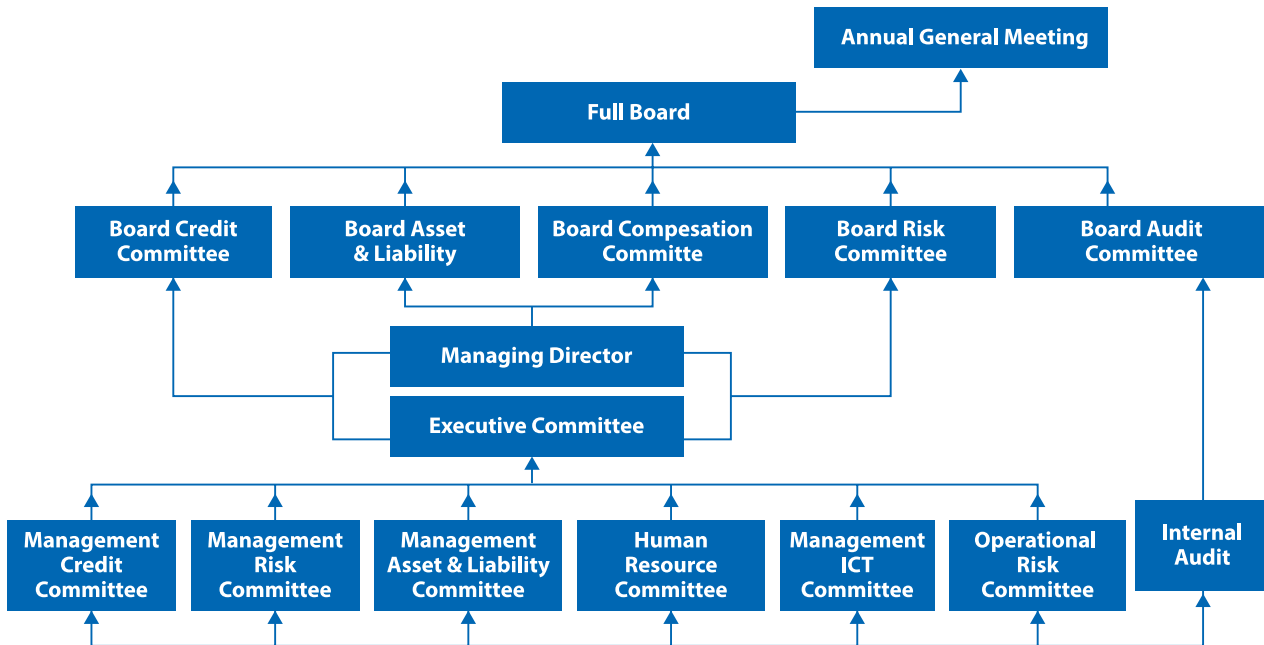 Annual General Meeting
Full Board
Board Credit
Committee
Board Asset
& Liability
Board Compesation
Committe
Board Risk
Committee
Board Audit
Committee
Managing Director
Executive Committee
Management
Credit
Committee
Management
Risk
Committee
Management
Asset & Liability
Committee
Human
Resource
Committee
Management
ICT
Committee
Operational
Risk
Committee
Internal
Audit